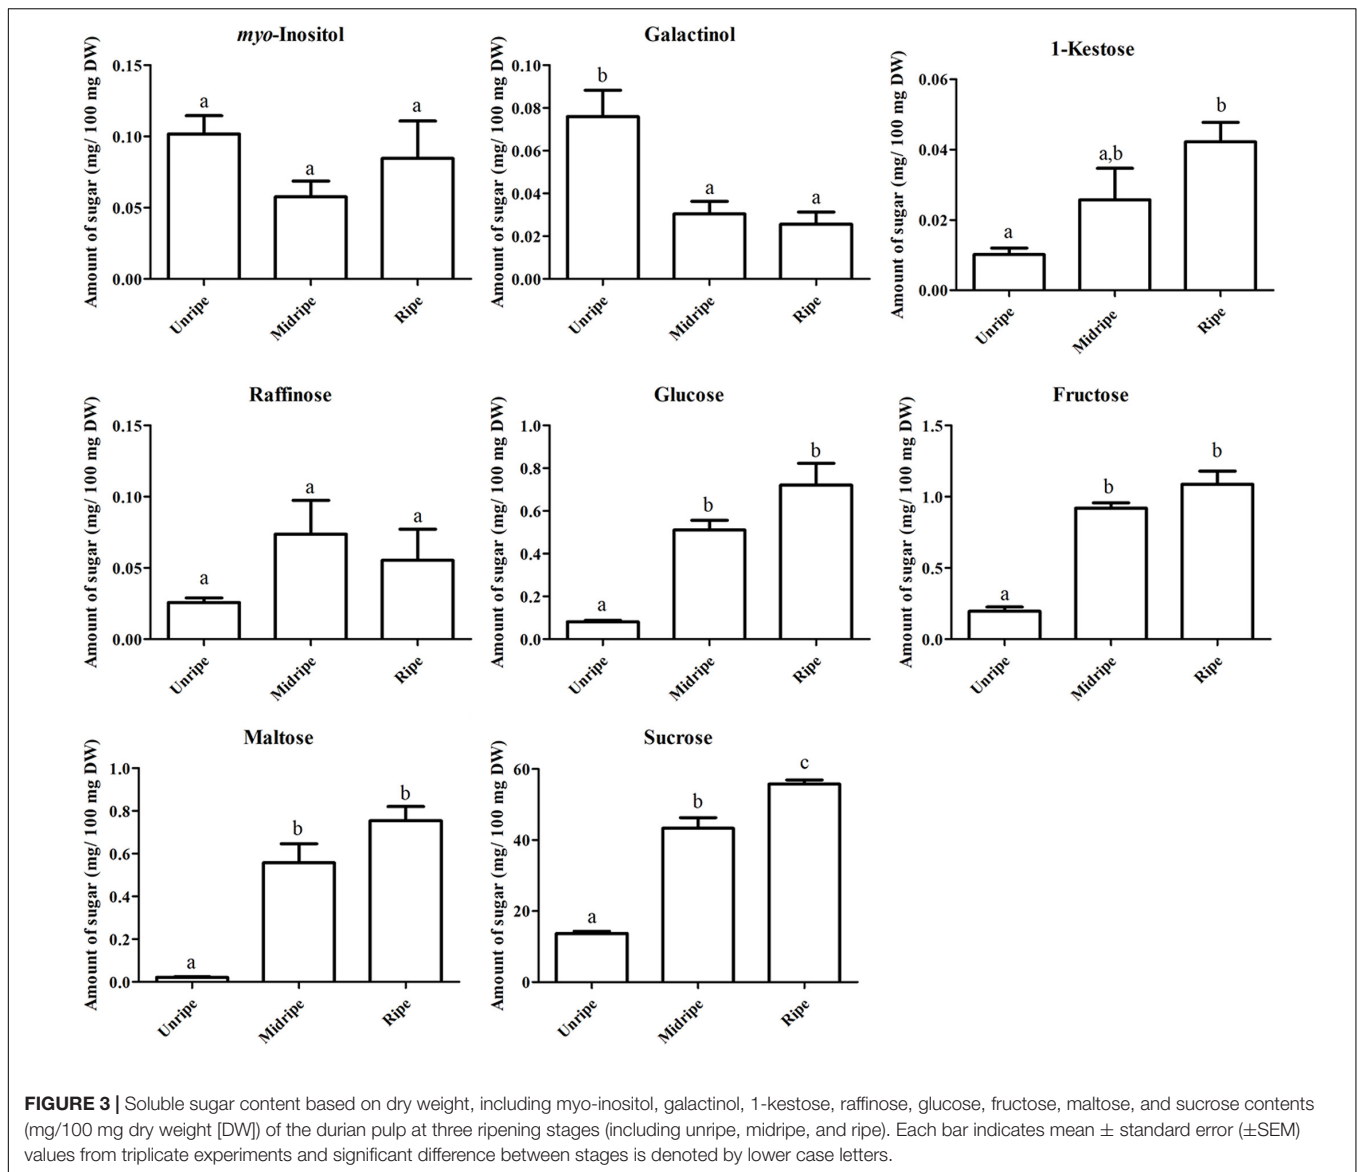 myo-Inositol
Amount of sugar (mg/ 100 mg DW)
0.15
0.10
0.05
0.00
a
a
a
Unripe
Midripe
Ripe
Galactinol
Amount of sugar (mg/ 100 mg DW)
0.10
0.08
0.06
0.04
0.02
0.00
b
a
a
Unripe
Midripe
Ripe
1-Kestose
Amount of sugar (mg/ 100 mg DW)
0.06
0.04
0.02
0.00
a
a,b
b
Unripe
Midripe
Ripe
Raffinose
Amount of sugar (mg/ 100 mg DW)
0.15
0.10
0.05
0.00
a
a
a
Unripe
Midripe
Ripe
Glucose
Amount of sugar (mg/ 100 mg DW)
1.0
0.8
0.6
0.4
0.2
0.0
a
b
b
Unripe
Midripe
Ripe
Fructose
Amount of sugar (mg/ 100 mg DW)
1.5
1.0
0.5
0.0
a
b
b
Unripe
Midripe
Ripe
Maltose
Amount of sugar (mg/ 100 mg DW)
1.0
0.8
0.6
0.4
0.2
0.0
a
b
b
Unripe
Midripe
Ripe
Sucrose
Amount of sugar (mg/ 100 mg DW)
60
40
20
0
a
b
c
Unripe
Midripe
Ripe
FIGURE 3 | Soluble sugar content based on dry weight, including myo-inositol, galactinol, 1-kestose, raffinose, glucose, fructose, maltose, and sucrose contents
(mg/100 mg dry weight [DW]) of the durian pulp at three ripening stages (including unripe, midripe, and ripe). Each bar indicates mean ± standard error (±SEM)
values from triplicate experiments and significant difference between stages is denoted by lower case letters.